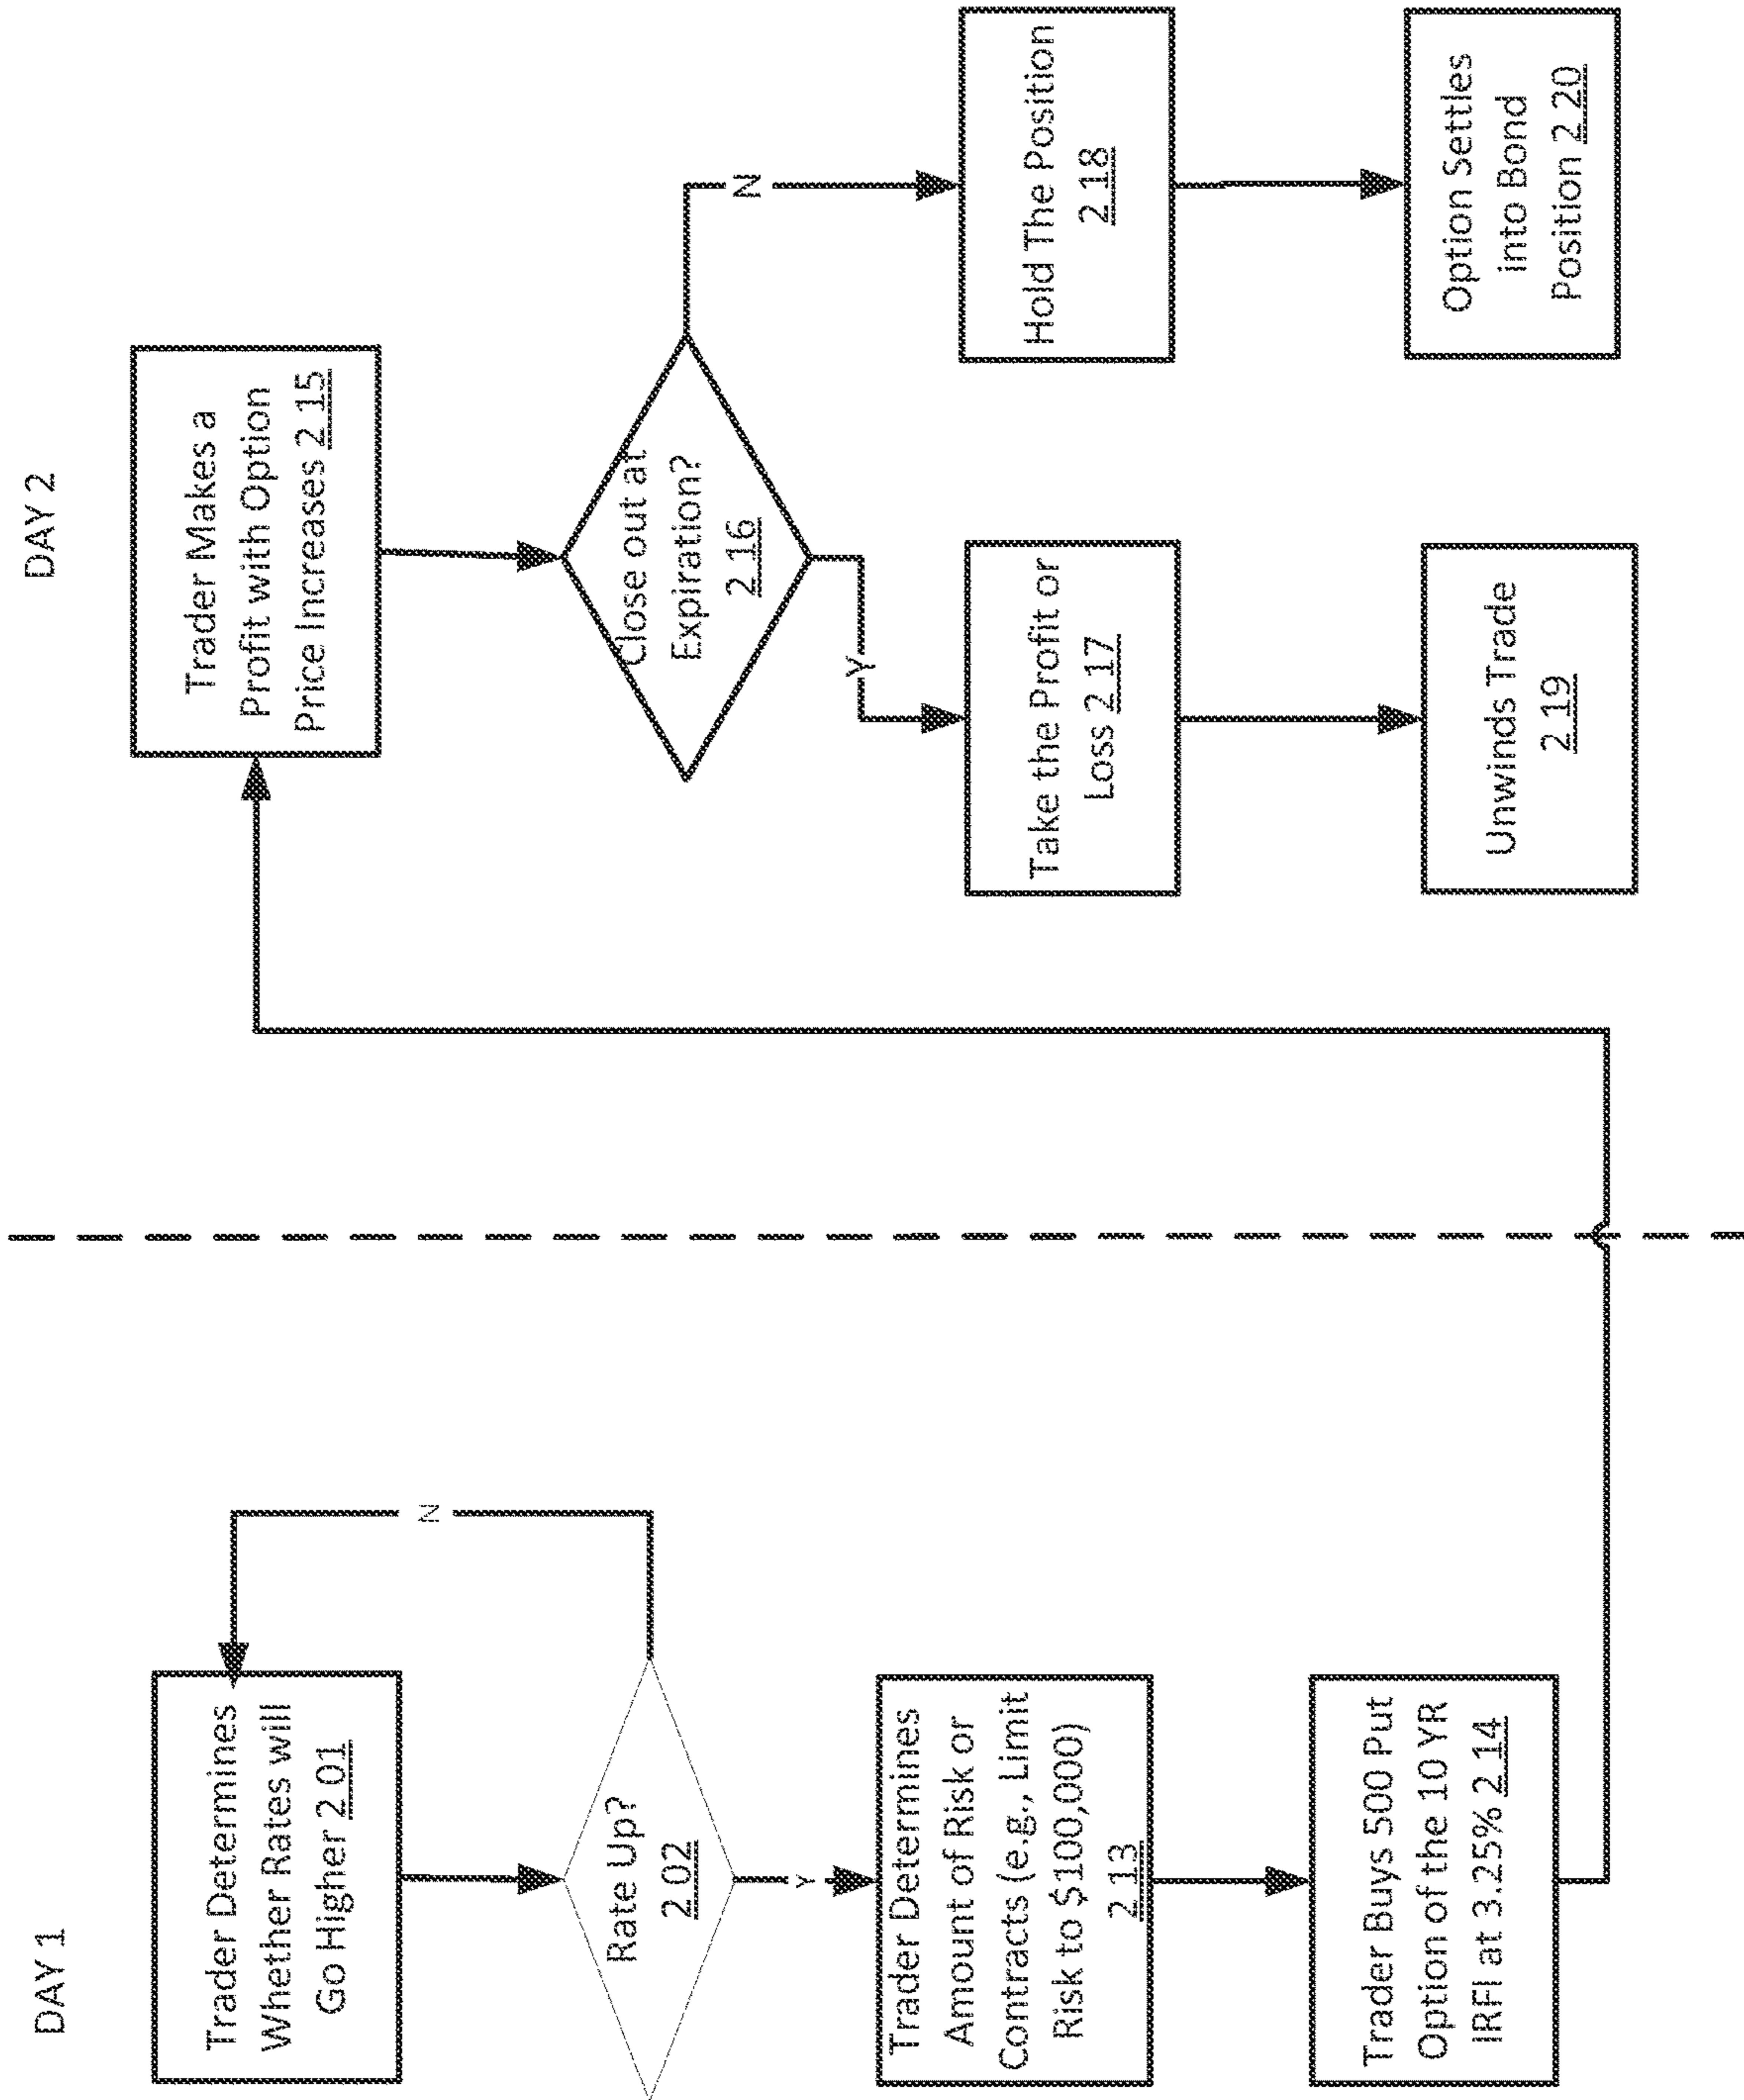 DAY 1
Trader Determines
Whether Rates will
Go Higher 2 01
N
Rate Up?
2 02
Y
Trader Determines
Amount of Risk or
Contracts (e.g., Limit
Risk to $100,000)
2 13
Trader Buys 500 Put
Option of the 10 YR
IRFI at 3.25% 2 14
DAY 2
Trader Makes a
Profit with Option
Price Increases 2 15
Close out at
Expiration?
2 16
N
Y
Take the Profit or
Loss 2 17
Hold The Position
2 18
Unwinds Trade
2 19
Option Settles
into Bond
Position 2 20